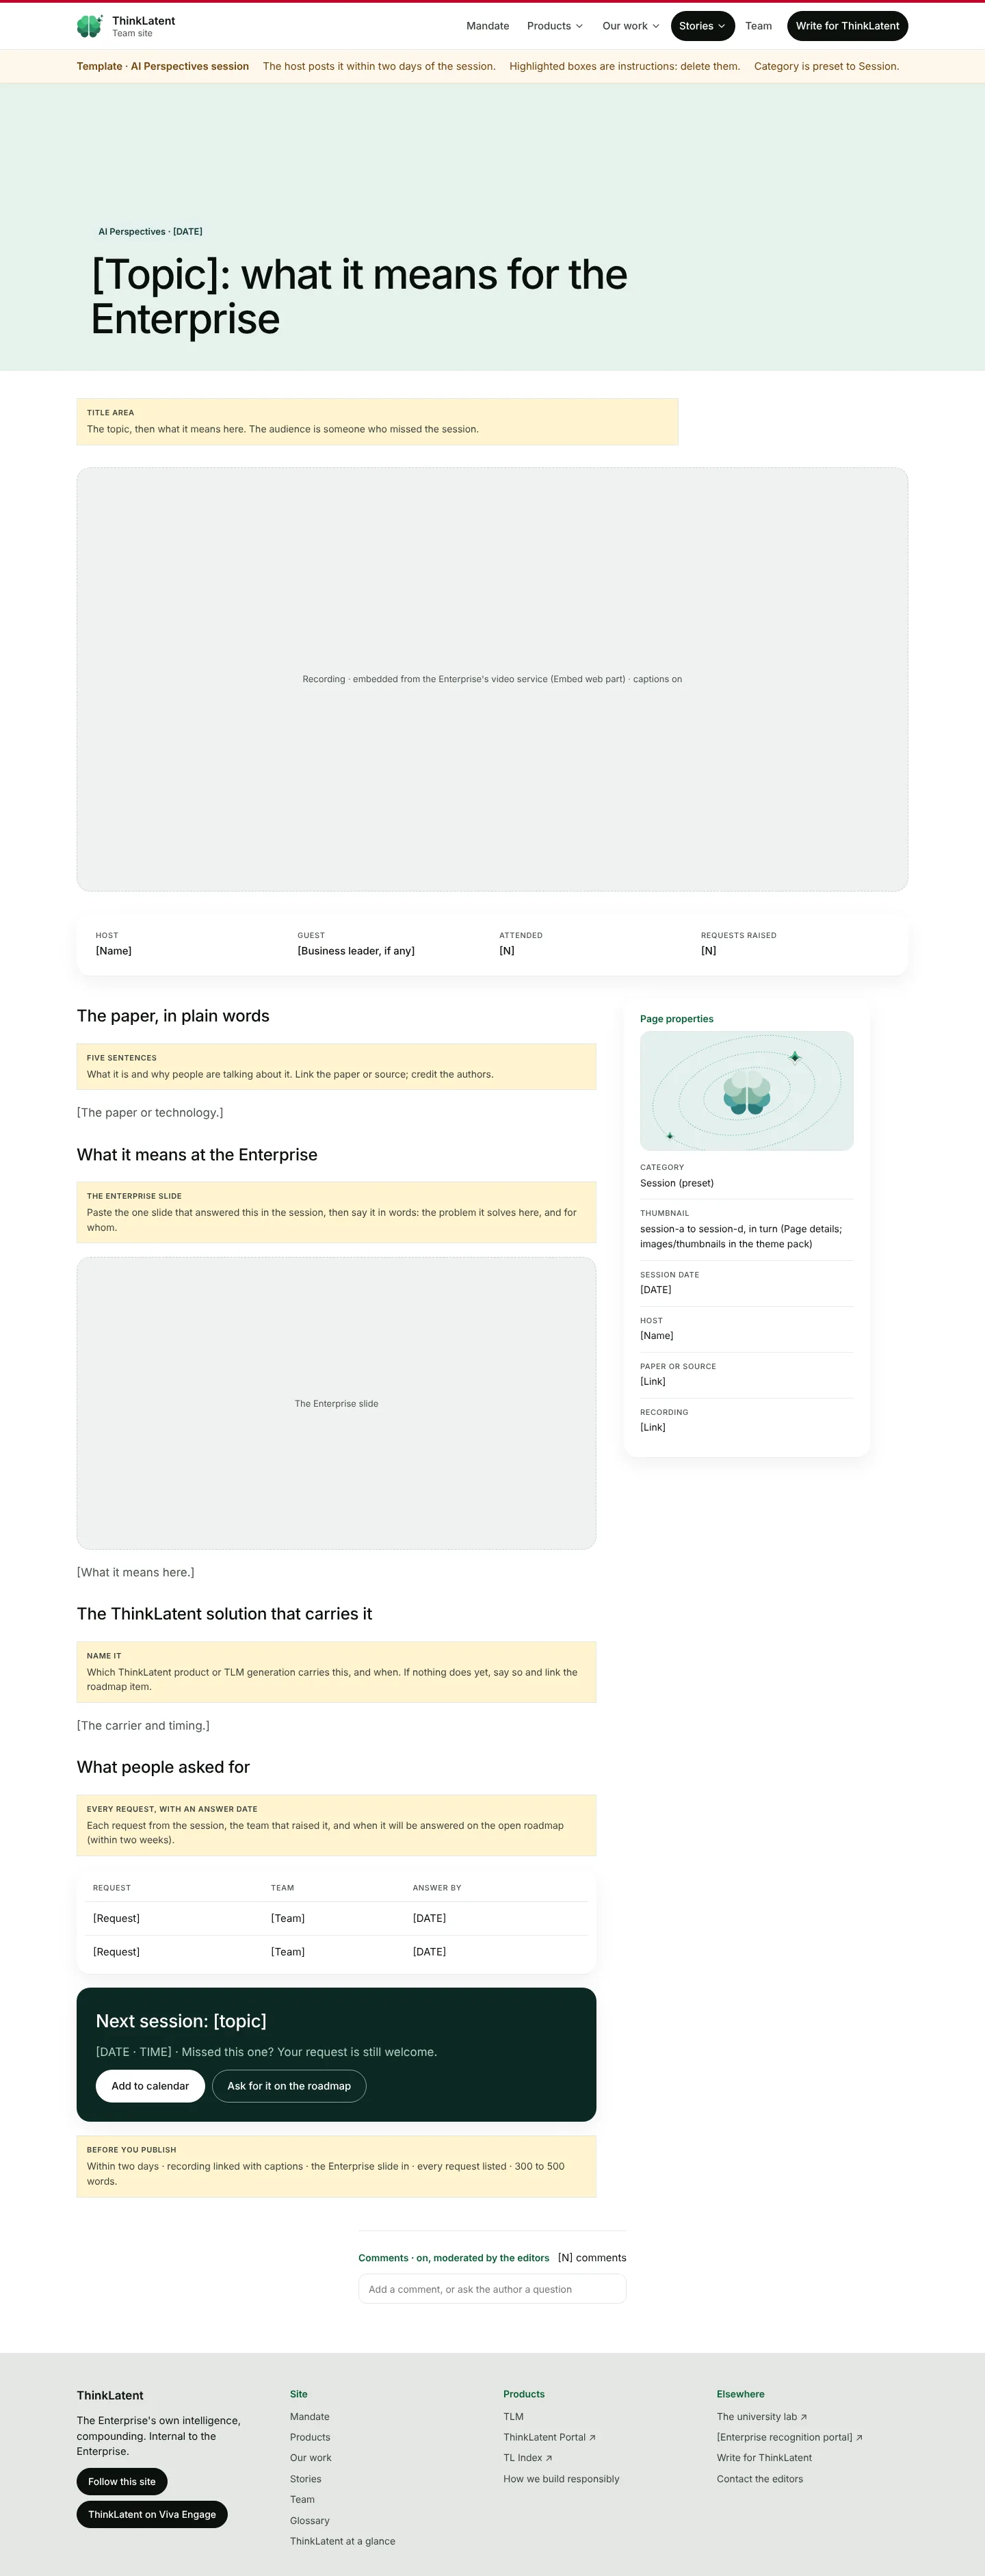 ThinkLatent
Team site
Mandate
Products
Our work
Stories
Team
Write for ThinkLatent
Template · AI Perspectives session
The host posts it within two days of the session.
Highlighted boxes are instructions: delete them.
Category is preset to Session.
AI Perspectives · [DATE]
[Topic]: what it means for the
Enterprise
TITLE AREA
The topic, then what it means here. The audience is someone who missed the session.
Recording · embedded from the Enterprise's video service (Embed web part) · captions on
HOST
[Name]
GUEST
[Business leader, if any]
ATTENDED
[N]
REQUESTS RAISED
[N]
The paper, in plain words
FIVE SENTENCES
What it is and why people are talking about it. Link the paper or source; credit the authors.
[The paper or technology.]
What it means at the Enterprise
THE ENTERPRISE SLIDE
Paste the one slide that answered this in the session, then say it in words: the problem it solves here, and for
whom.
The Enterprise slide
[What it means here.]
The ThinkLatent solution that carries it
NAME IT
Which ThinkLatent product or TLM generation carries this, and when. If nothing does yet, say so and link the
roadmap item.
[The carrier and timing.]
What people asked for
EVERY REQUEST, WITH AN ANSWER DATE
Each request from the session, the team that raised it, and when it will be answered on the open roadmap
(within two weeks).
REQUEST TEAM ANSWER BY
[Request] [Team] [DATE]
[Request] [Team] [DATE]
Next session: [topic]
[DATE · TIME] · Missed this one? Your request is still welcome.
Add to calendar
Ask for it on the roadmap
BEFORE YOU PUBLISH
Within two days · recording linked with captions · the Enterprise slide in · every request listed · 300 to 500
words.
Page properties
CATEGORY
Session (preset)
THUMBNAIL
session-a to session-d, in turn (Page details;
images/thumbnails in the theme pack)
SESSION DATE
[DATE]
HOST
[Name]
PAPER OR SOURCE
[Link]
RECORDING
[Link]
Comments · on, moderated by the editors
[N] comments
Add a comment, or ask the author a question
ThinkLatent
The Enterprise's own intelligence,
compounding. Internal to the
Enterprise.
Follow this site
ThinkLatent on Viva Engage
Site
Mandate
Products
Our work
Stories
Team
Glossary
ThinkLatent at a glance
Products
TLM
ThinkLatent Portal ↗
TL Index ↗
How we build responsibly
Elsewhere
The university lab ↗
[Enterprise recognition portal] ↗
Write for ThinkLatent
Contact the editors